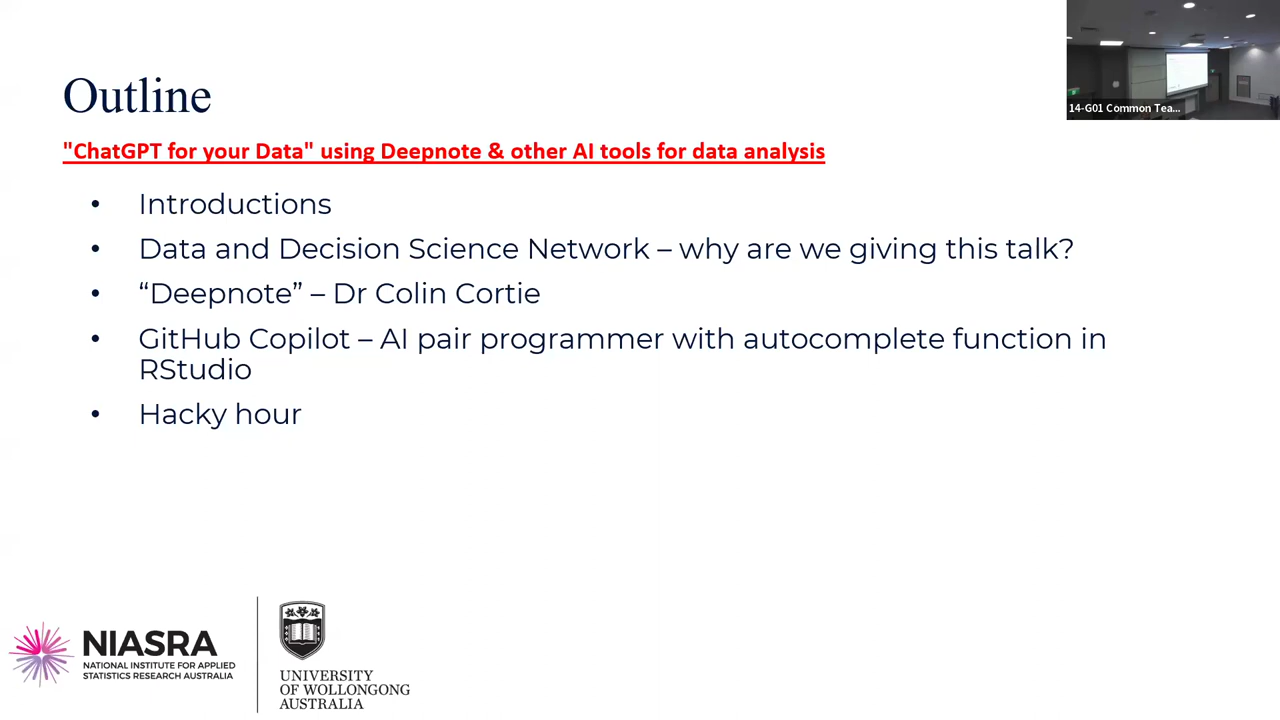 14-G01 Common Tea...
Outline
"ChatGPT for your Data" using Deepnote & other AI tools for data analysis
• Introductions
• Data and Decision Science Network – why are we giving this talk?
• “Deepnote” – Dr Colin Cortie
• GitHub Copilot – AI pair programmer with autocomplete function in
RStudio
• Hacky hour
NIASRA
NATIONAL INSTITUTE FOR APPLIED
STATISTICS RESEARCH AUSTRALIA
UNIVERSITY
OF WOLLONGONG
AUSTRALIA